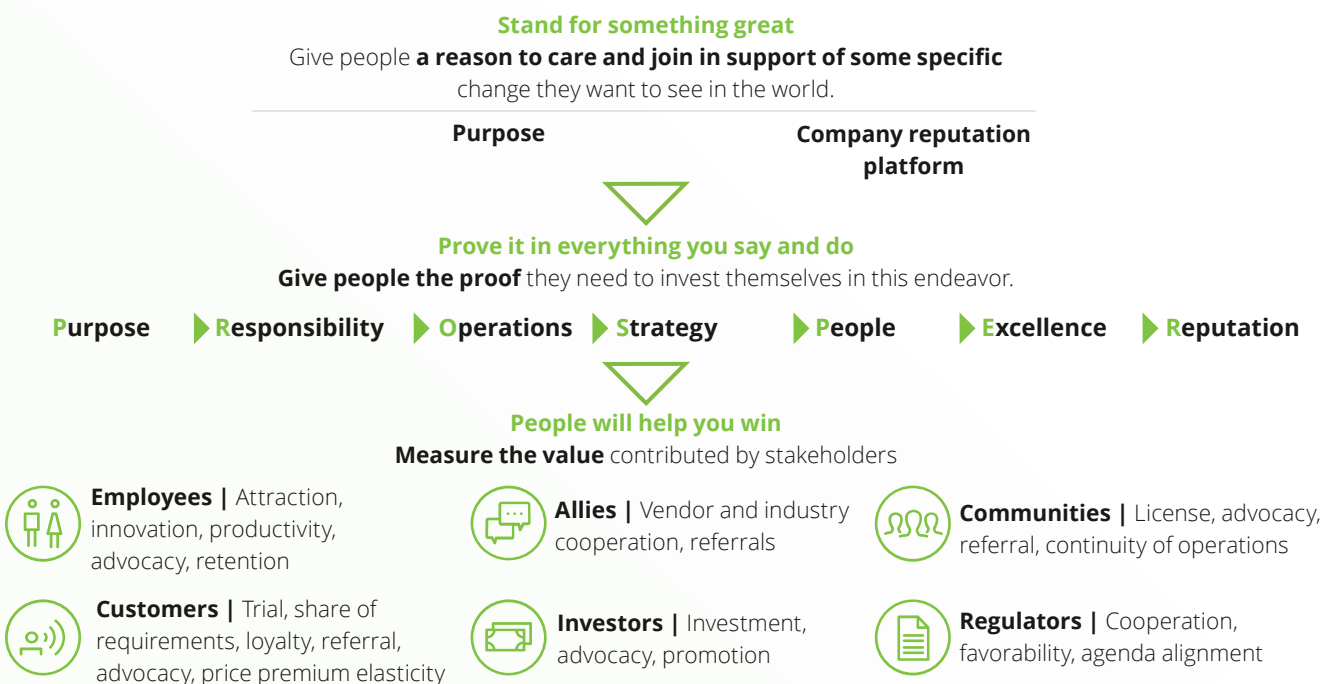 Stand for something great
Give people a reason to care and join in support of some specific
change they want to see in the world.
Purpose
Company reputation
platform
Prove it in everything you say and do
Give people the proof they need to invest themselves in this endeavor.
Purpose Responsibility Operations Strategy People Excellence Reputation
People will help you win
Measure the value contributed by stakeholders
Employees | Attraction,
innovation, productivity,
advocacy, retention
Allies | Vendor and industry
cooperation, referrals
Communities | License, advocacy,
referral, continuity of operations
Customers | Trial, share of
requirements, loyalty, referral,
advocacy, price premium elasticity
Investors | Investment,
advocacy, promotion
Regulators | Cooperation,
favorability, agenda alignment